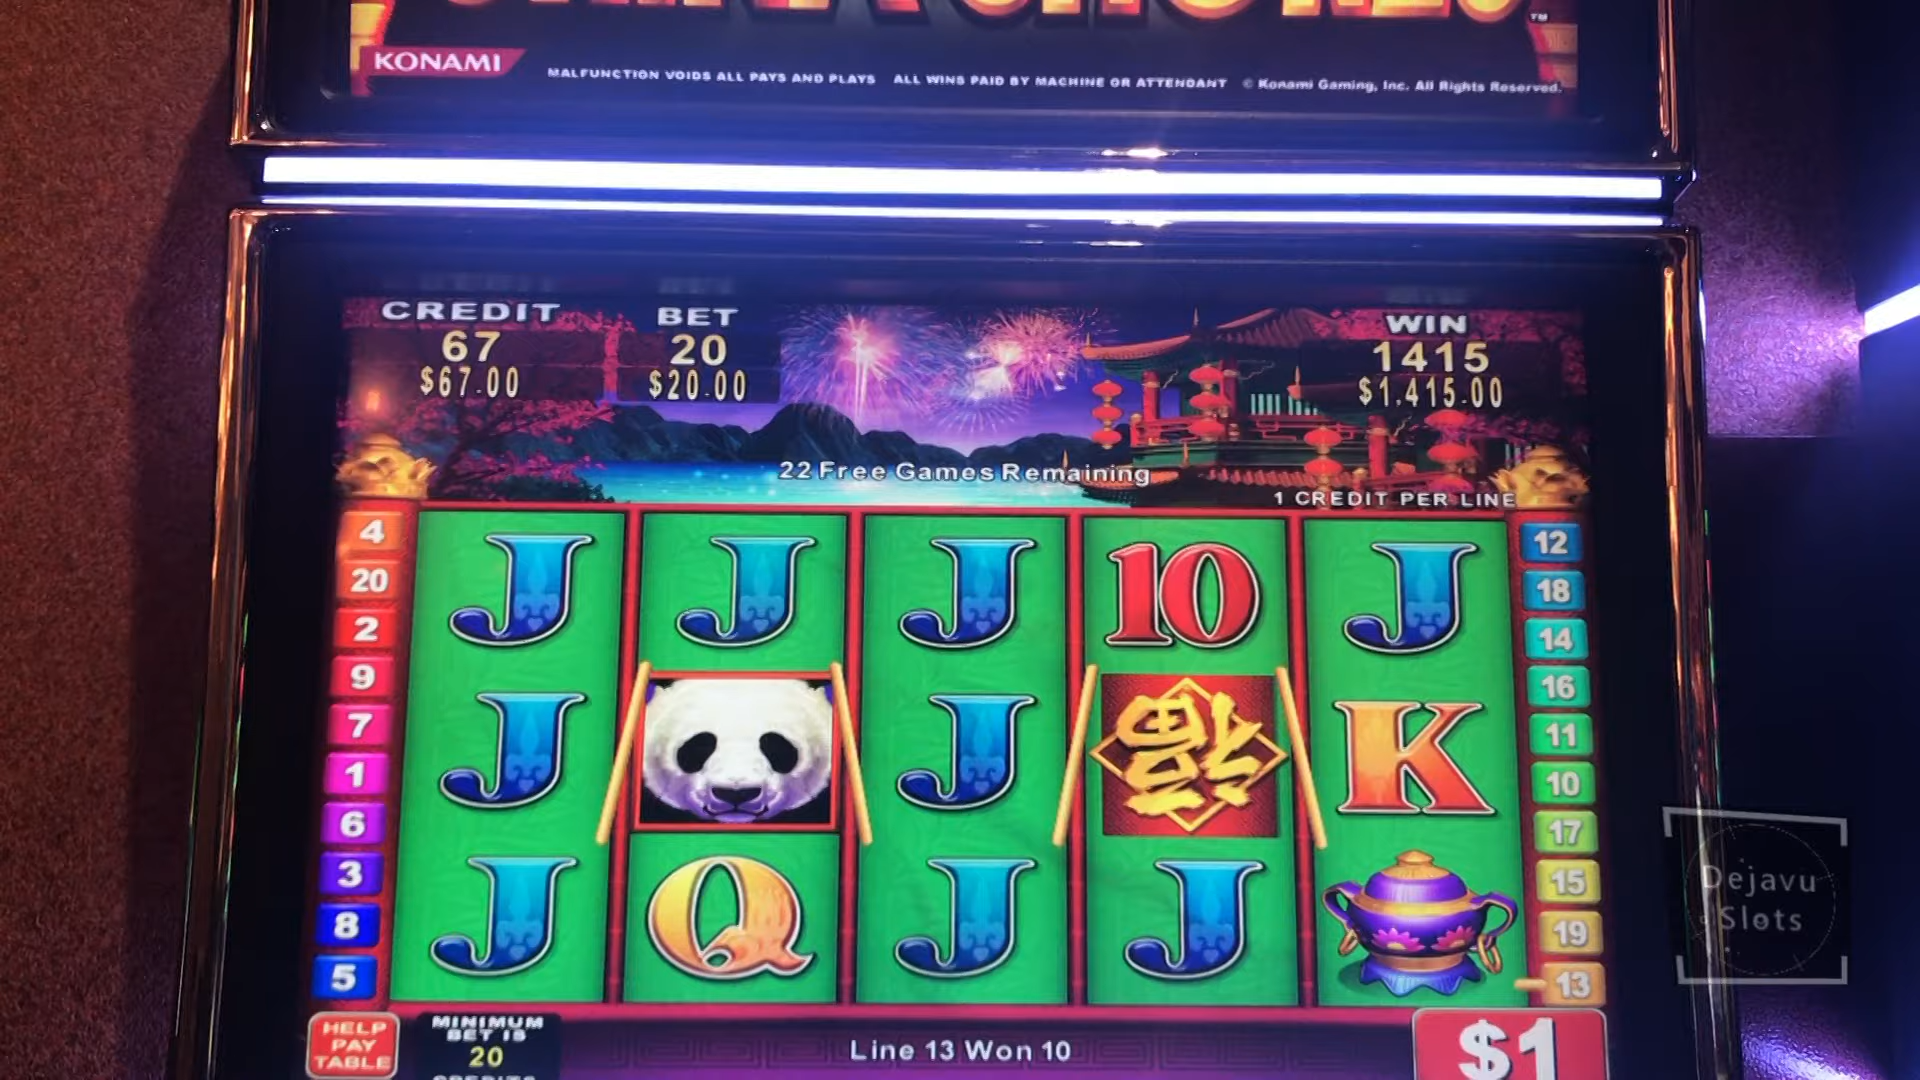 KONAMI
MALFUNCTION VOIDS ALL PAYS AND PLAYS ALL WINS PAID BY MACHINE OR ATTENDANT © Konami Gaming, Inc. All Rights Reserved.
TM
CREDIT BET WIN
67 20 1415
$67.00 $20.00 $1,415.00
22 Free Games Remaining
1 CREDIT PER LINE
4 J J J 10 J 12
20 18
2 14
9 16
7 J 福 K 11
J
1 10
6 17
3 15
8 J Q J J 19
5 13
HELP
PAY
TABLE
MINIMUM
BET IS
20
CREDITS
Line 13 Won 10
$1
Dejavu
Slots